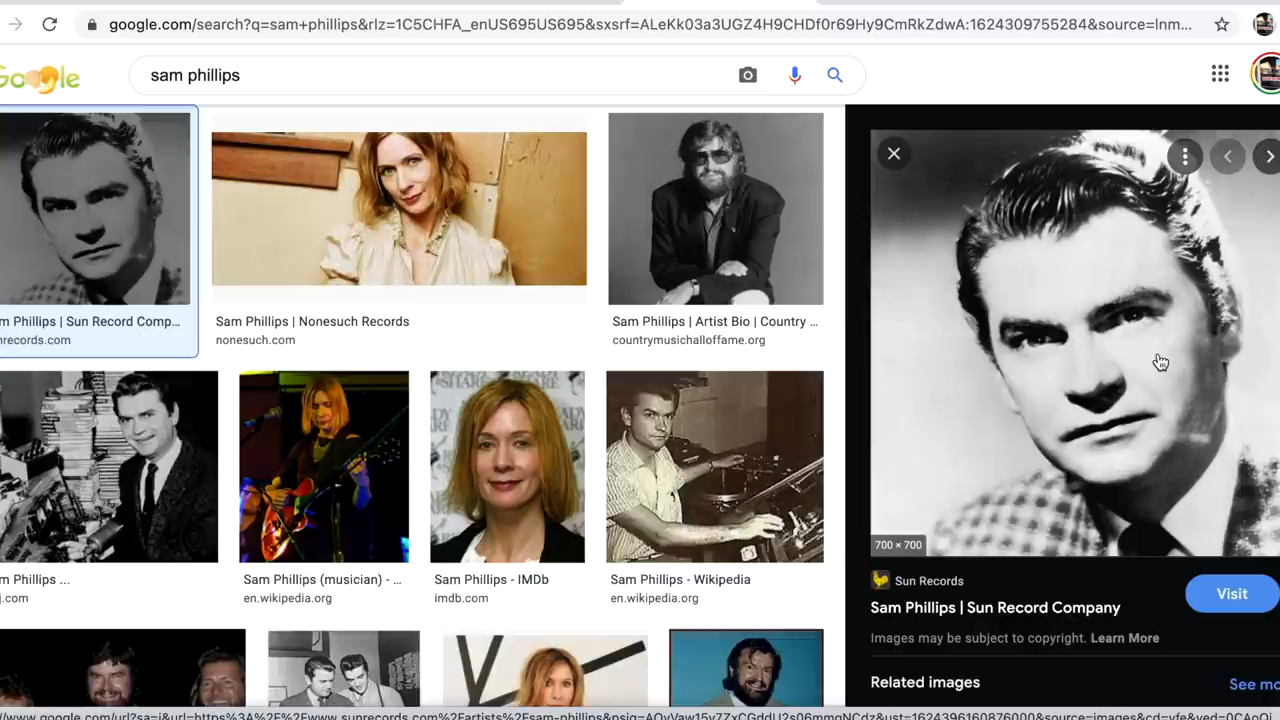 google.com/search?q=sam+phillips&rlz=1C5CHFA_enUS695US695&sxsrf=ALeKk03a3UGZ4H9CHDf0r69Hy9CmRkZdwA:1624309755284&source=lnm...
Google
sam phillips
m Phillips | Sun Record Comp...
nrecords.com
Sam Phillips | Nonesuch Records
nonesuch.com
Sam Phillips | Artist Bio | Country ...
countrymusichalloffame.org
m Phillips ...
j.com
Sam Phillips (musician) - ...
en.wikipedia.org
Sam Phillips - IMDb
imdb.com
Sam Phillips - Wikipedia
en.wikipedia.org
700 × 700
Sun Records
Visit
Sam Phillips | Sun Record Company
Images may be subject to copyright. Learn More
Related images
See mo